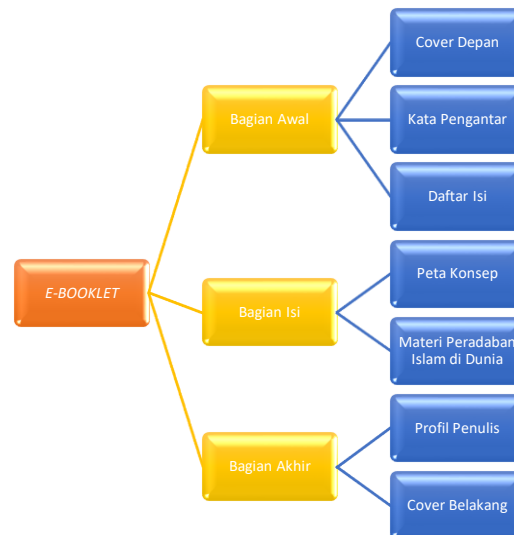 E-BOOKLET
Bagian Awal
Cover Depan
Kata Pengantar
Daftar Isi
Bagian Isi
Peta Konsep
Materi Peradaban
Islam di Dunia
Bagian Akhir
Profil Penulis
Cover Belakang